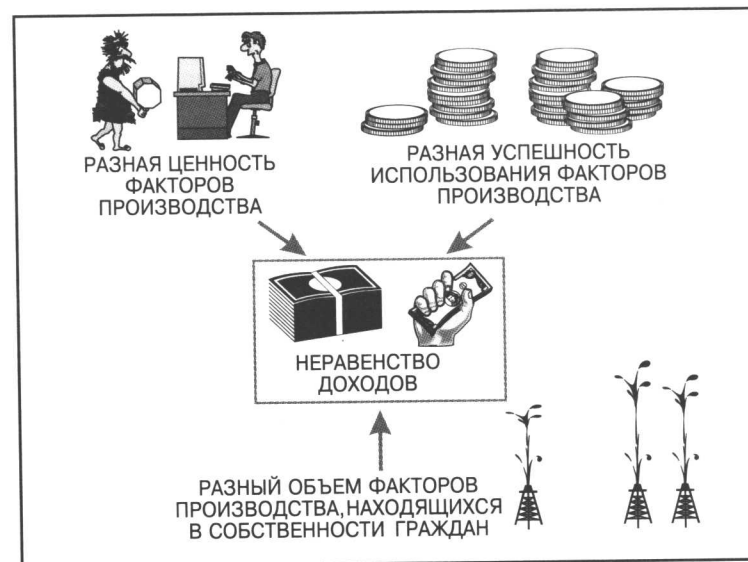 РАЗНАЯ ЦЕННОСТЬ
ФАКТОРОВ
ПРОИЗВОДСТВА
РАЗНАЯ УСПЕШНОСТЬ
ИСПОЛЬЗОВАНИЯ ФАКТОРОВ
ПРОИЗВОДСТВА
НЕРАВЕНСТВО
ДОХОДОВ
РАЗНЫЙ ОБЪЕМ ФАКТОРОВ
ПРОИЗВОДСТВА, НАХОДЯЩИХСЯ
В СОБСТВЕННОСТИ ГРАЖДАН